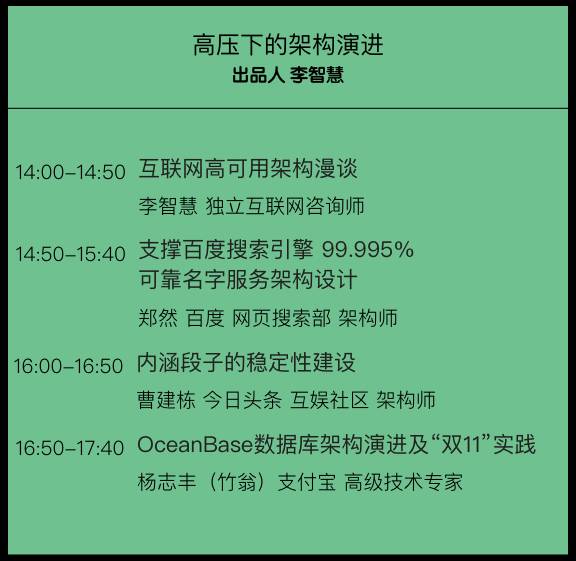 高压下的架构演进
出品人 李智慧
14:00–14:50 互联网高可用架构漫谈
李智慧 独立互联网咨询师
14:50–15:40 支撑百度搜索引擎 99.995%
可靠名字服务架构设计
郑然 百度 网页搜索部 架构师
16:00–16:50 内涵段子的稳定性建设
曹建栋 今日头条 互娱社区 架构师
16:50–17:40 OceanBase数据库架构演进及“双11”实践
杨志丰（竹翁）支付宝 高级技术专家